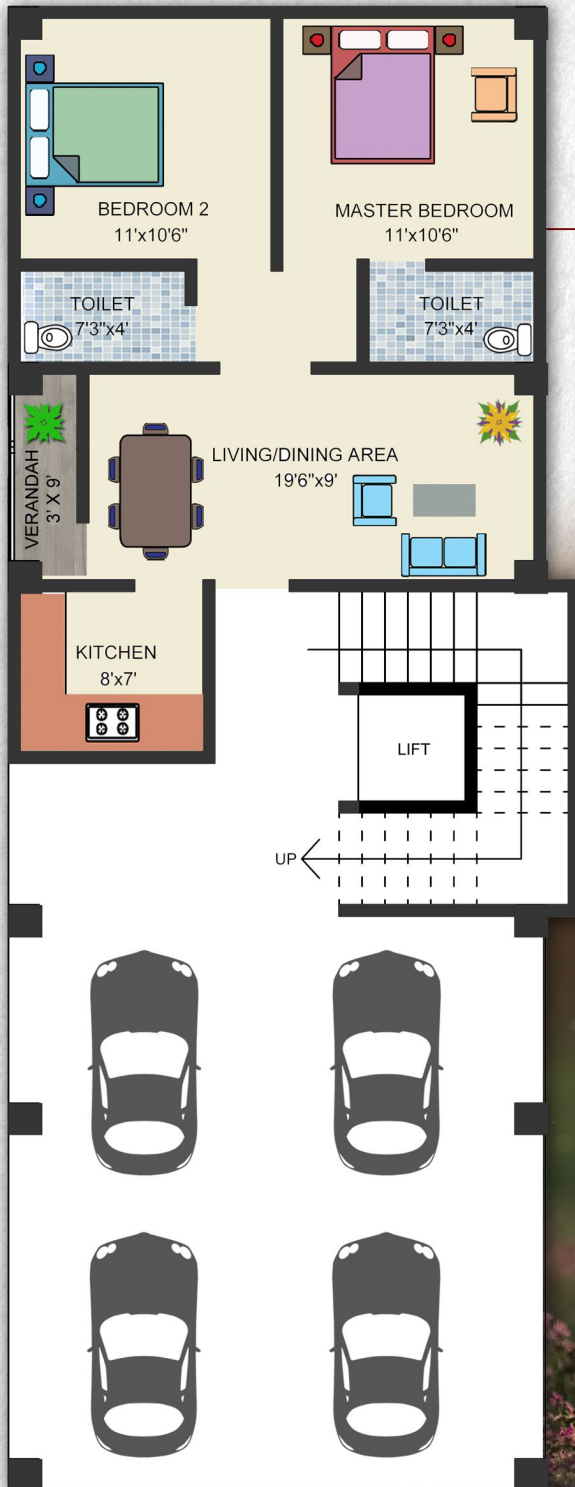 BEDROOM 2
11'x10'6"
MASTER BEDROOM
11'x10'6"
TOILET
7'3"x4'
TOILET
7'3"x4'
VERANDAH
3' X 9'
LIVING/DINING AREA
19'6"x9'
KITCHEN
8'x7'
LIFT
UP